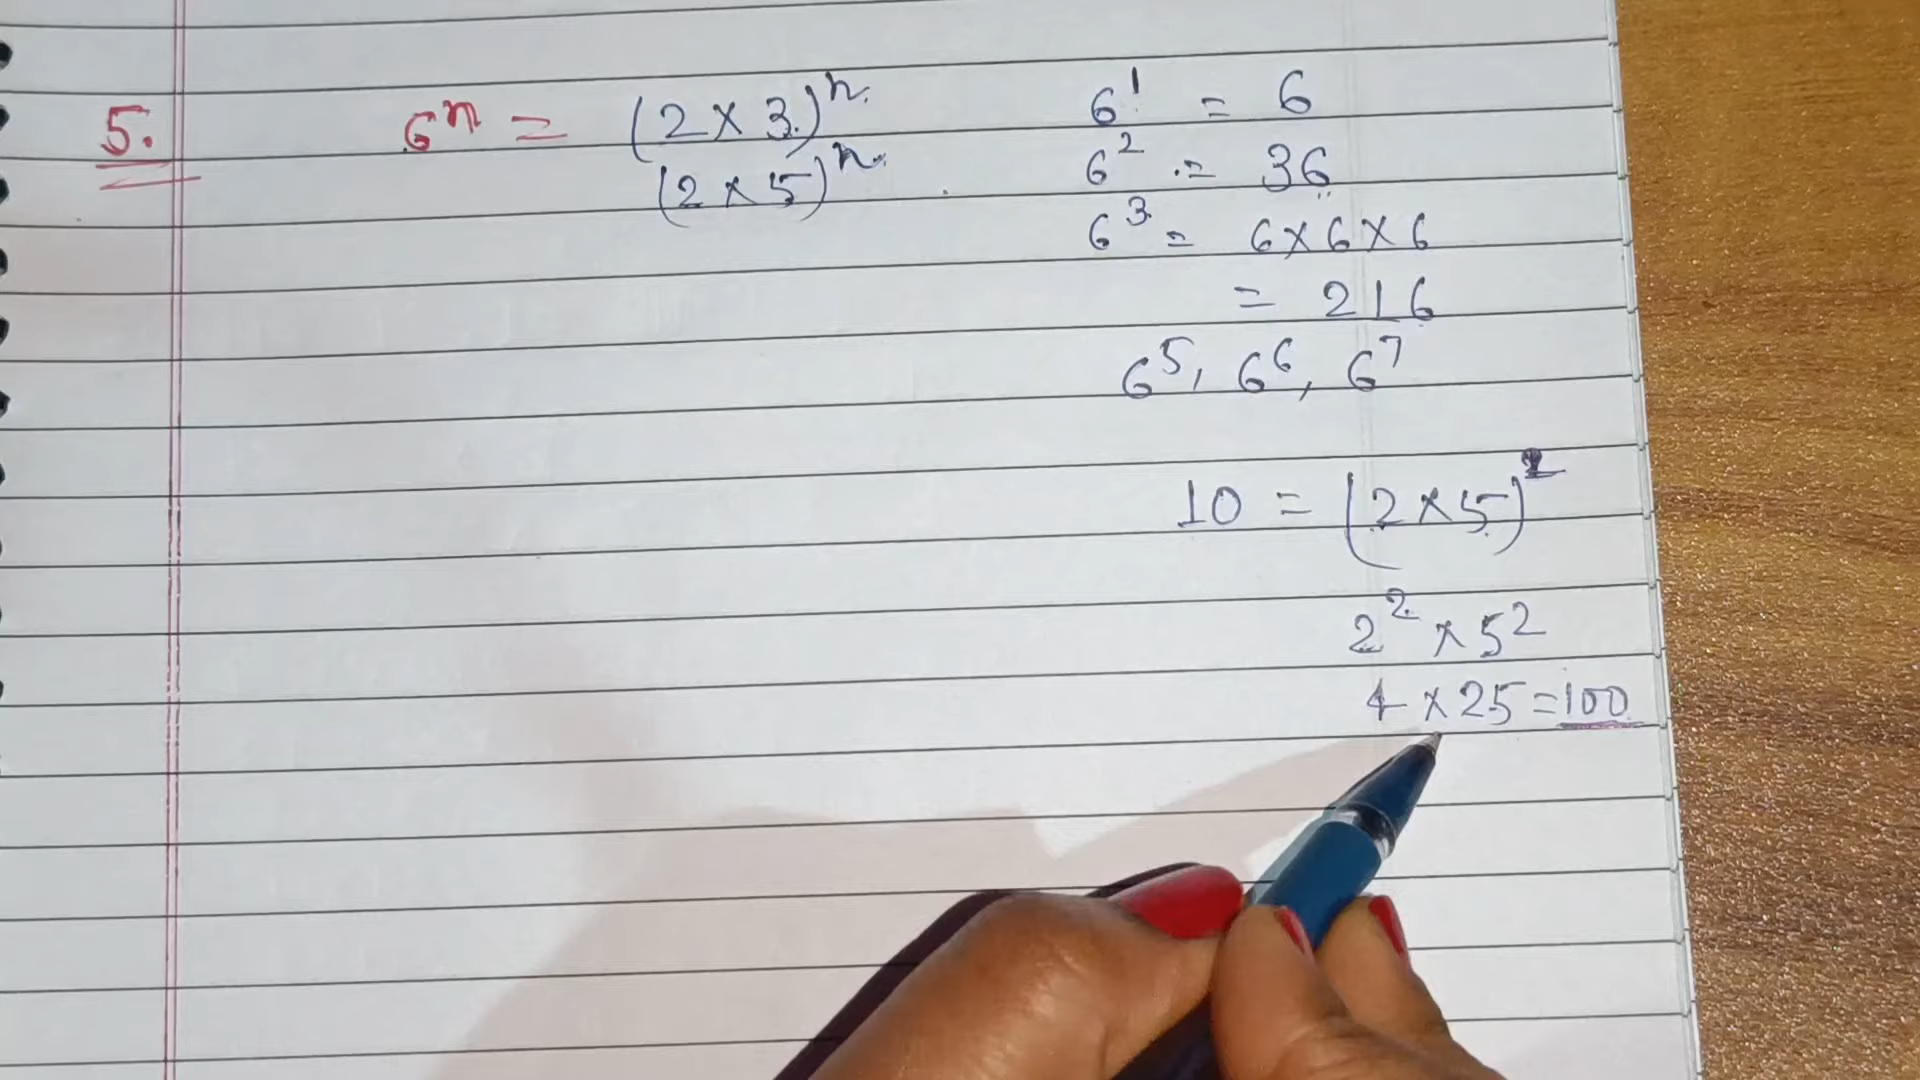 5. 6ⁿ = (2 × 3)ⁿ
(2 × 5)ⁿ
6¹ = 6
6² = 36
6³ = 6×6×6
= 216
6⁵, 6⁶, 6⁷
10 = (2×5)²
2² × 5²
4 × 25 = 100